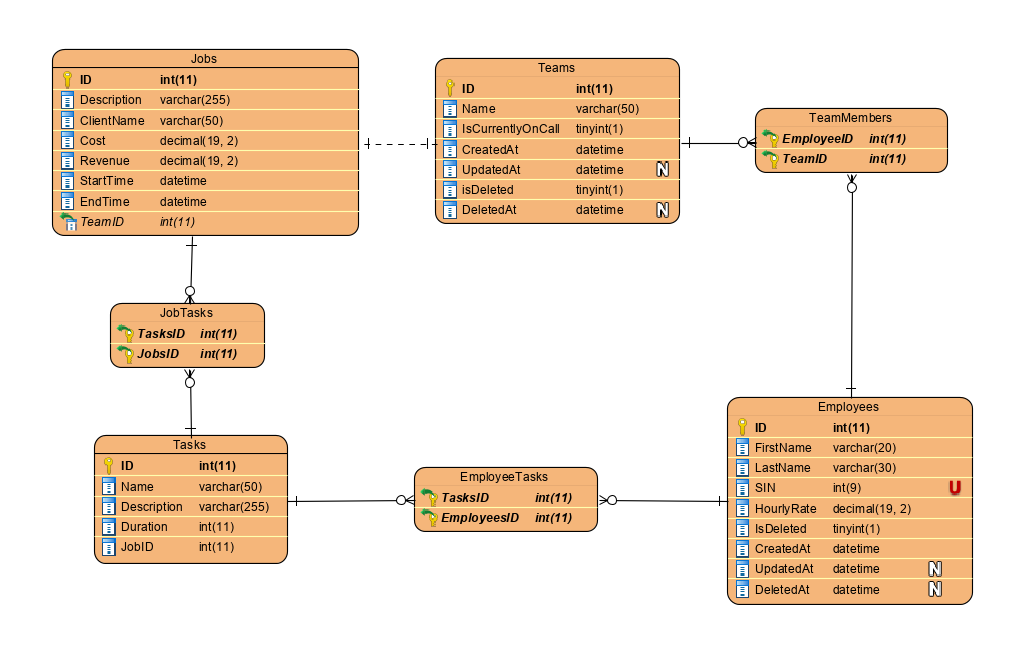 Jobs
ID int(11)
Description varchar(255)
ClientName varchar(50)
Cost decimal(19, 2)
Revenue decimal(19, 2)
StartTime datetime
EndTime datetime
TeamID int(11)
Teams
ID int(11)
Name varchar(50)
IsCurrentlyOnCall tinyint(1)
CreatedAt datetime
UpdatedAt datetime N
isDeleted tinyint(1)
DeletedAt datetime N
TeamMembers
EmployeeID int(11)
TeamID int(11)
JobTasks
TasksID int(11)
JobsID int(11)
Tasks
ID int(11)
Name varchar(50)
Description varchar(255)
Duration int(11)
JobID int(11)
EmployeeTasks
TasksID int(11)
EmployeesID int(11)
Employees
ID int(11)
FirstName varchar(20)
LastName varchar(30)
SIN int(9) U
HourlyRate decimal(19, 2)
IsDeleted tinyint(1)
CreatedAt datetime
UpdatedAt datetime N
DeletedAt datetime N